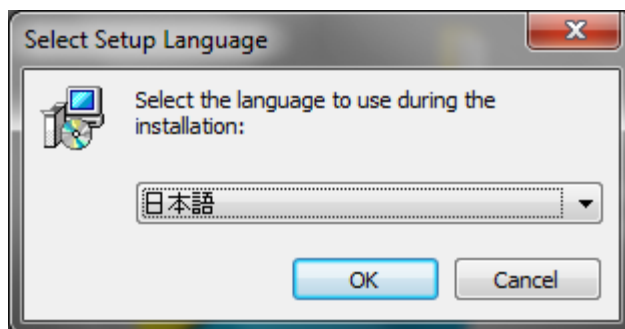 Select Setup Language
Select the language to use during the
installation:
日本語
OK
Cancel